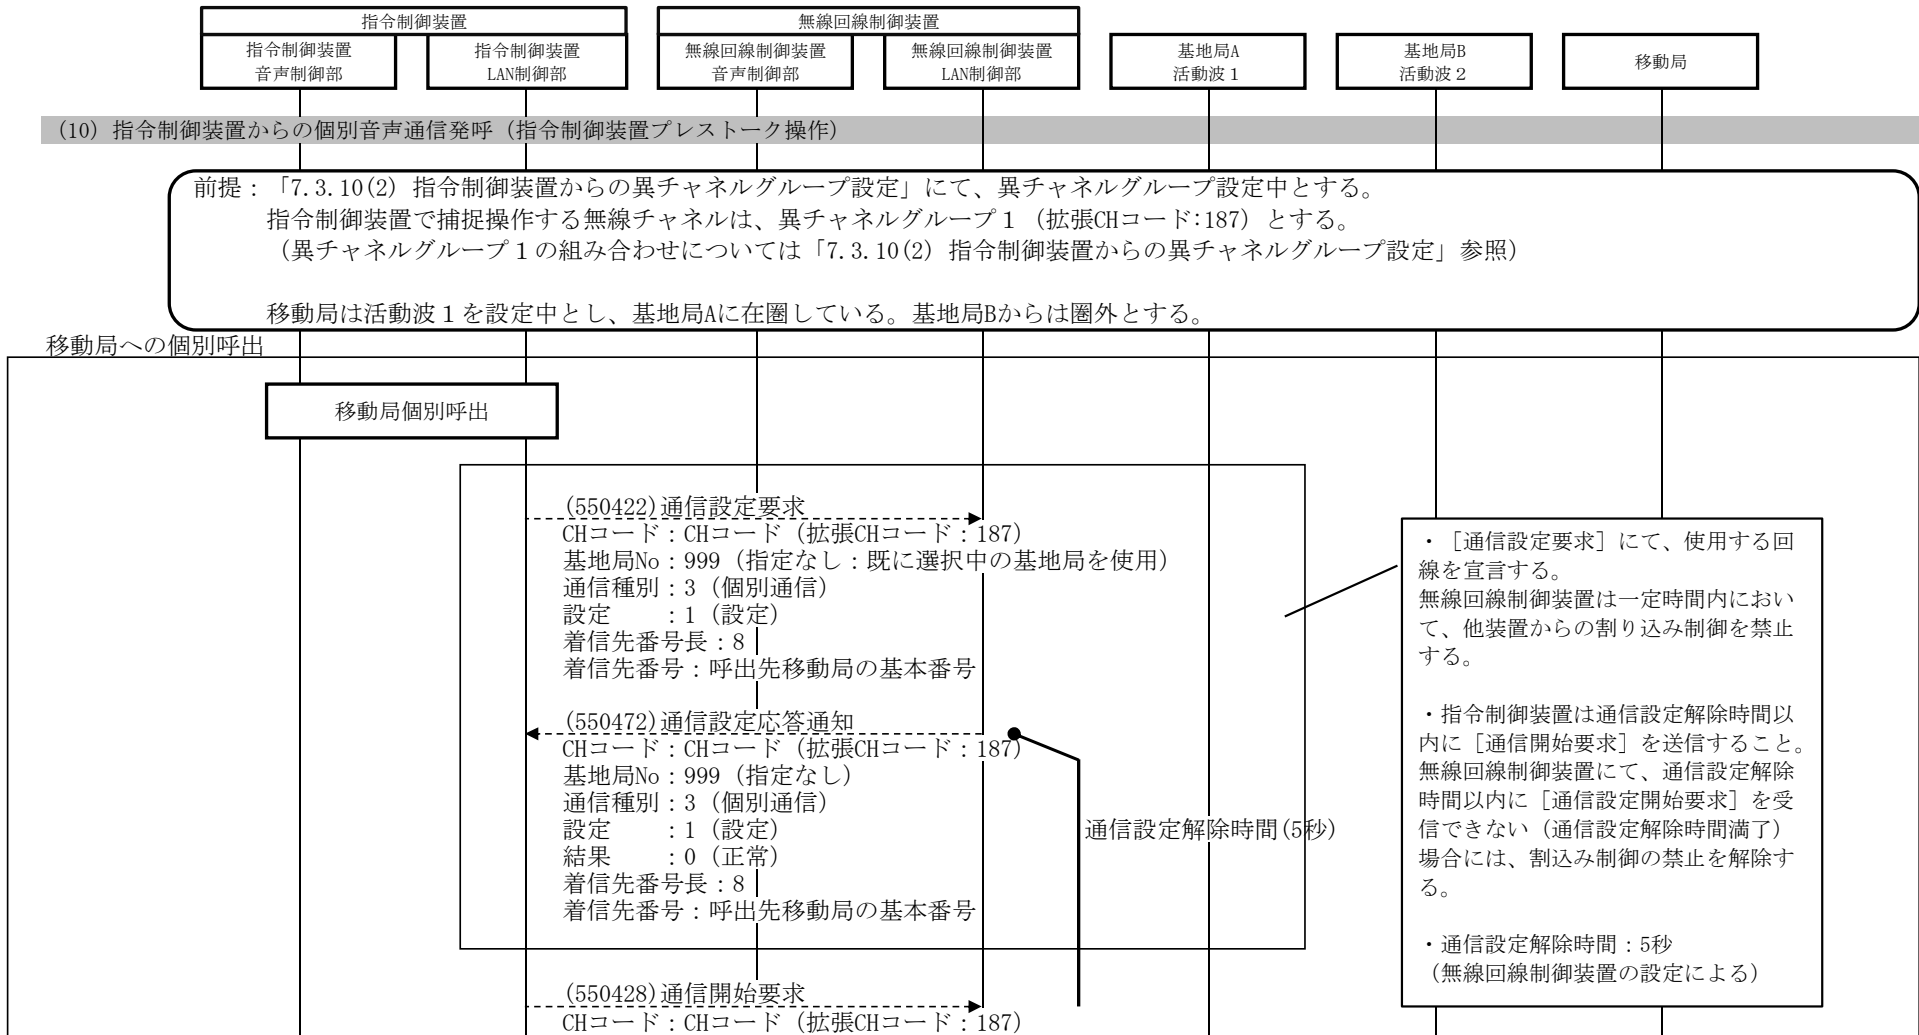 指令制御装置
無線回線制御装置
指令制御装置
音声制御部
指令制御装置
LAN制御部
無線回線制御装置
音声制御部
無線回線制御装置
LAN制御部
基地局A
活動波１
基地局B
活動波２
移動局
(10) 指令制御装置からの個別音声通信発呼（指令制御装置プレストーク操作）
前提：「7.3.10(2) 指令制御装置からの異チャネルグループ設定」にて、異チャネルグループ設定中とする。
指令制御装置で捕捉操作する無線チャネルは、異チャネルグループ１（拡張CHコード:187）とする。
（異チャネルグループ１の組み合わせについては「7.3.10(2) 指令制御装置からの異チャネルグループ設定」参照）
移動局は活動波１を設定中とし、基地局Aに在圏している。基地局Bからは圏外とする。
移動局への個別呼出
移動局個別呼出
(550422)通信設定要求
CHコード：CHコード（拡張CHコード：187）
基地局No：999（指定なし：既に選択中の基地局を使用）
通信種別：3（個別通信）
設定　　：1（設定）
着信先番号長：8
着信先番号：呼出先移動局の基本番号
(550472)通信設定応答通知
CHコード：CHコード（拡張CHコード：187）
基地局No：999（指定なし）
通信種別：3（個別通信）
設定　　：1（設定）
結果　　：0（正常）
着信先番号長：8
着信先番号：呼出先移動局の基本番号
通信設定解除時間(5秒)
(550428)通信開始要求
CHコード：CHコード（拡張CHコード：187）
・［通信設定要求］にて、使用する回
線を宣言する。
無線回線制御装置は一定時間内におい
て、他装置からの割り込み制御を禁止
する。
・指令制御装置は通信設定解除時間以
内に［通信開始要求］を送信すること。
無線回線制御装置にて、通信設定解除
時間以内に［通信設定開始要求］を受
信できない（通信設定解除時間満了）
場合には、割込み制御の禁止を解除す
る。
・通信設定解除時間：5秒
（無線回線制御装置の設定による）